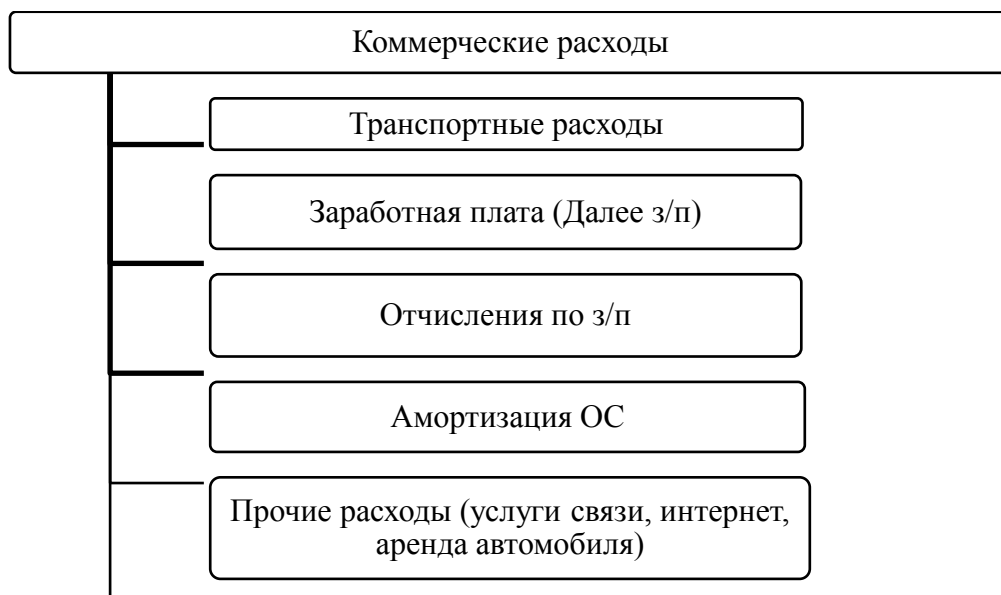 Коммерческие расходы
Транспортные расходы
Заработная плата (Далее з/п)
Отчисления по з/п
Амортизация ОС
Прочие расходы (услуги связи, интернет,
аренда автомобиля)